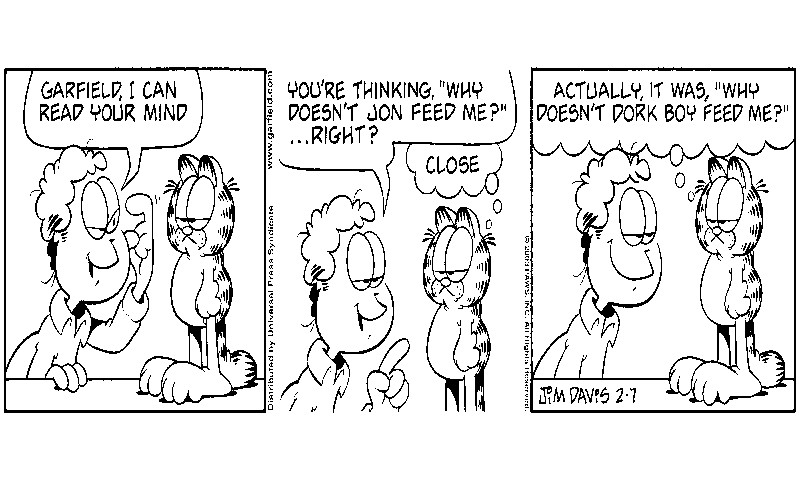 GARFIELD, I CAN
READ YOUR MIND
www.garfield.com
Distributed by Universal Press Syndicate
YOU'RE THINKING, "WHY
DOESN'T JON FEED ME?"
...RIGHT?
CLOSE
ACTUALLY, IT WAS, "WHY
DOESN'T DORK BOY FEED ME?"
JIM DAVIS 2-7